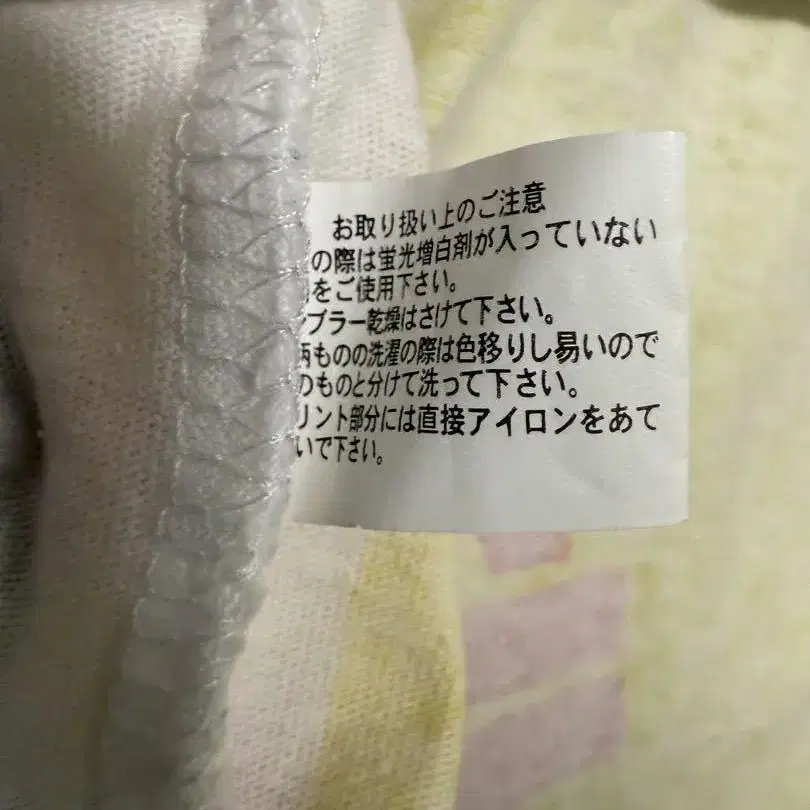 お取り扱い上のご注意
の際は蛍光増白剤が入っていない
をご使用下さい。
ンブラー乾燥はさけて下さい。
柄ものの洗濯の際は色移りし易いので
のものと分けて洗って下さい。
リント部分には直接アイロンをあて
いで下さい。